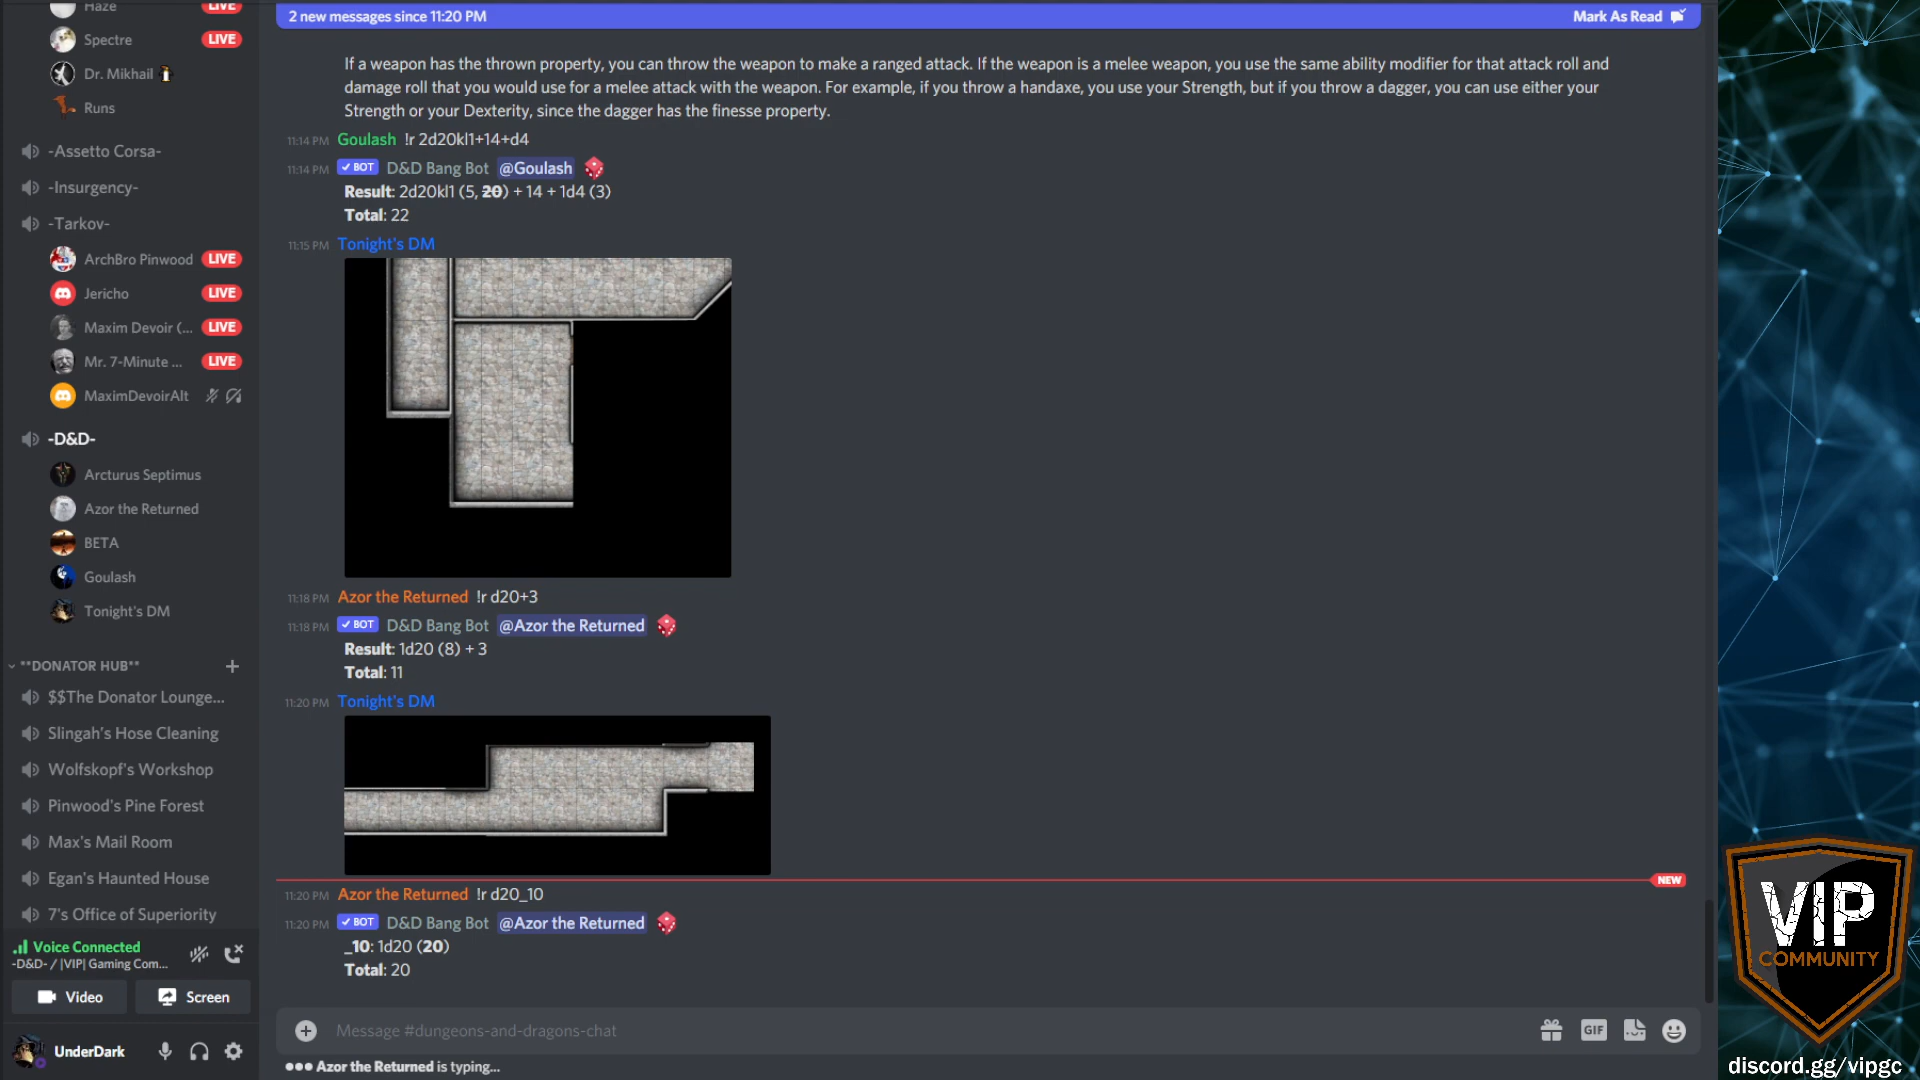 Haze LIVE
Spectre LIVE
Dr. Mikhail
Runs
-Assetto Corsa-
-Insurgency-
-Tarkov-
ArchBro Pinwood LIVE
Jericho LIVE
Maxim Devoir (... LIVE
Mr. 7-Minute ... LIVE
MaximDevoirAlt
-D&D-
Arcturus Septimus
Azor the Returned
BETA
Goulash
Tonight's DM
**DONATOR HUB**
$$The Donator Lounge...
Slingah's Hose Cleaning
Wolfskopf's Workshop
Pinwood's Pine Forest
Max's Mail Room
Egan's Haunted House
7's Office of Superiority
Voice Connected
-D&D- / |VIP| Gaming Com...
Video Screen
UnderDark
2 new messages since 11:20 PM Mark As Read
If a weapon has the thrown property, you can throw the weapon to make a ranged attack. If the weapon is a melee weapon, you use the same ability modifier for that attack roll and
damage roll that you would use for a melee attack with the weapon. For example, if you throw a handaxe, you use your Strength, but if you throw a dagger, you can use either your
Strength or your Dexterity, since the dagger has the finesse property.
11:14 PM Goulash !r 2d20kl1+14+d4
11:14 PM BOT D&D Bang Bot @Goulash
Result: 2d20kl1 (5, 20) + 14 + 1d4 (3)
Total: 22
11:15 PM Tonight's DM
11:18 PM Azor the Returned !r d20+3
11:18 PM BOT D&D Bang Bot @Azor the Returned
Result: 1d20 (8) + 3
Total: 11
11:20 PM Tonight's DM
NEW
11:20 PM Azor the Returned !r d20_10
11:20 PM BOT D&D Bang Bot @Azor the Returned
_10: 1d20 (20)
Total: 20
Message #dungeons-and-dragons-chat
GIF
Azor the Returned is typing...
VIP
COMMUNITY
discord.gg/vipgc